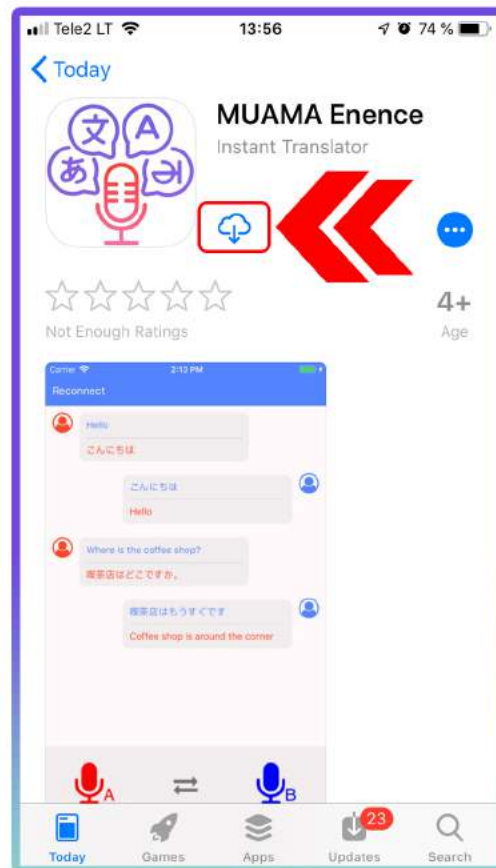 Tele2 LT 13:56 74 %
Today
文 A
あ
MUAMA Enence
Instant Translator
4+
Not Enough Ratings Age
Carrier 2:13 PM
Reconnect
Hello
こんにちは
こんにちは
Hello
Where is the coffee shop?
喫茶店はどこですか。
喫茶店はもうすぐです
Coffee shop is around the corner
A B
23
Today Games Apps Updates Search